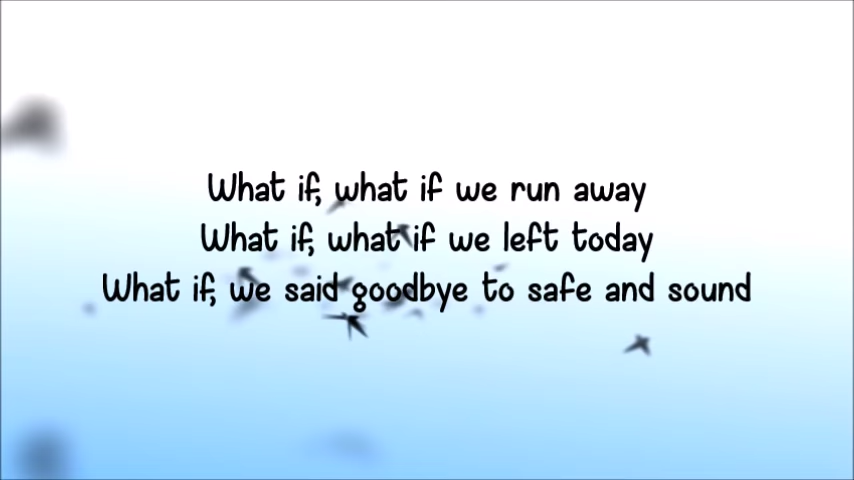 What if, what if we run away
What if, what if we left today
What if, we said goodbye to safe and sound